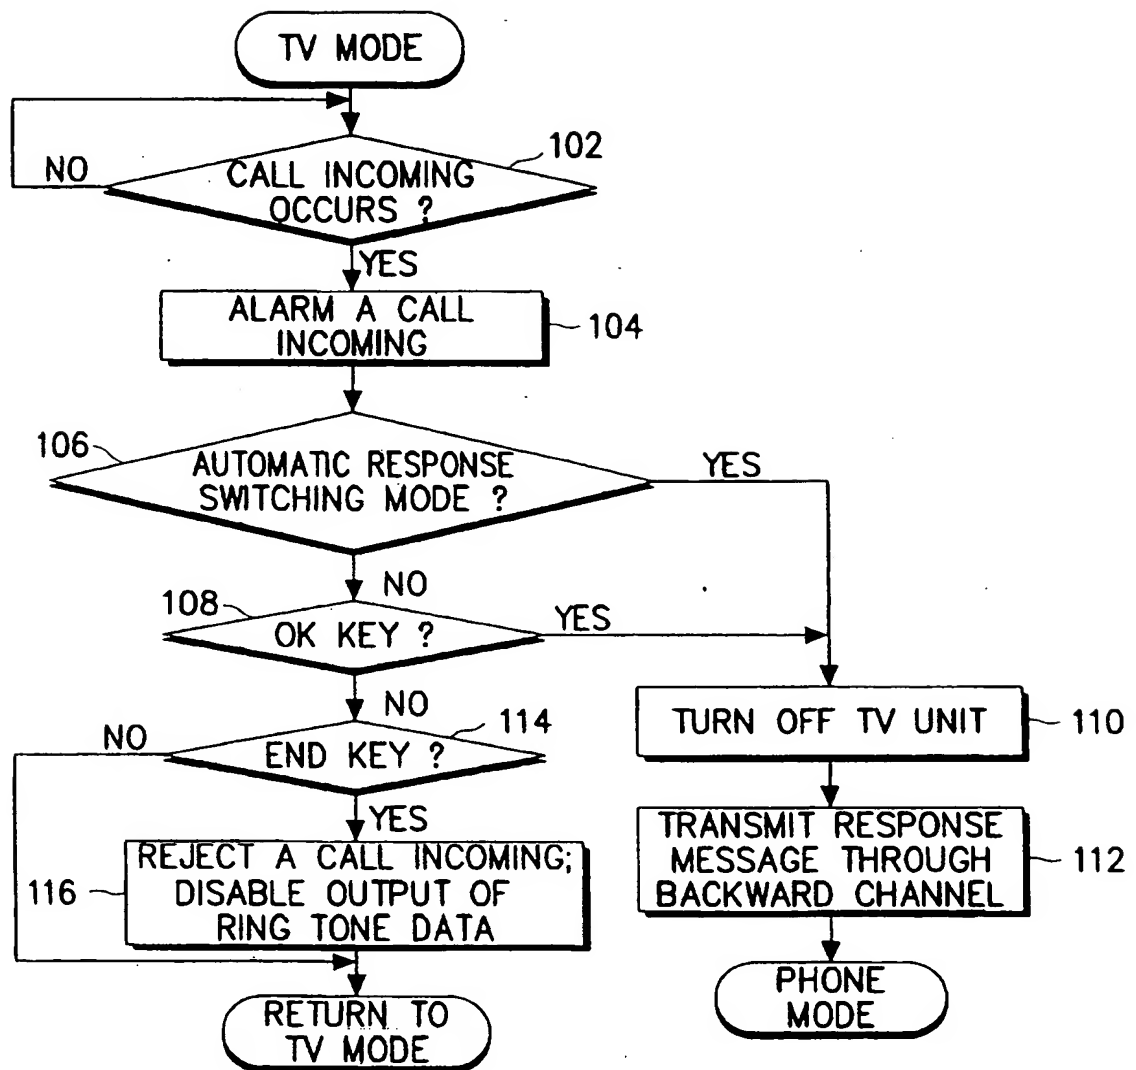 TV MODE
102
NO
CALL INCOMING
OCCURS ?
YES
ALARM A CALL
INCOMING
104
106
AUTOMATIC RESPONSE
SWITCHING MODE ?
YES
NO
108
OK KEY ?
YES
NO
TURN OFF TV UNIT
110
114
NO
END KEY ?
YES
TRANSMIT RESPONSE
MESSAGE THROUGH
BACKWARD CHANNEL
112
REJECT A CALL INCOMING;
DISABLE OUTPUT OF
RING TONE DATA
116
PHONE
MODE
RETURN TO
TV MODE